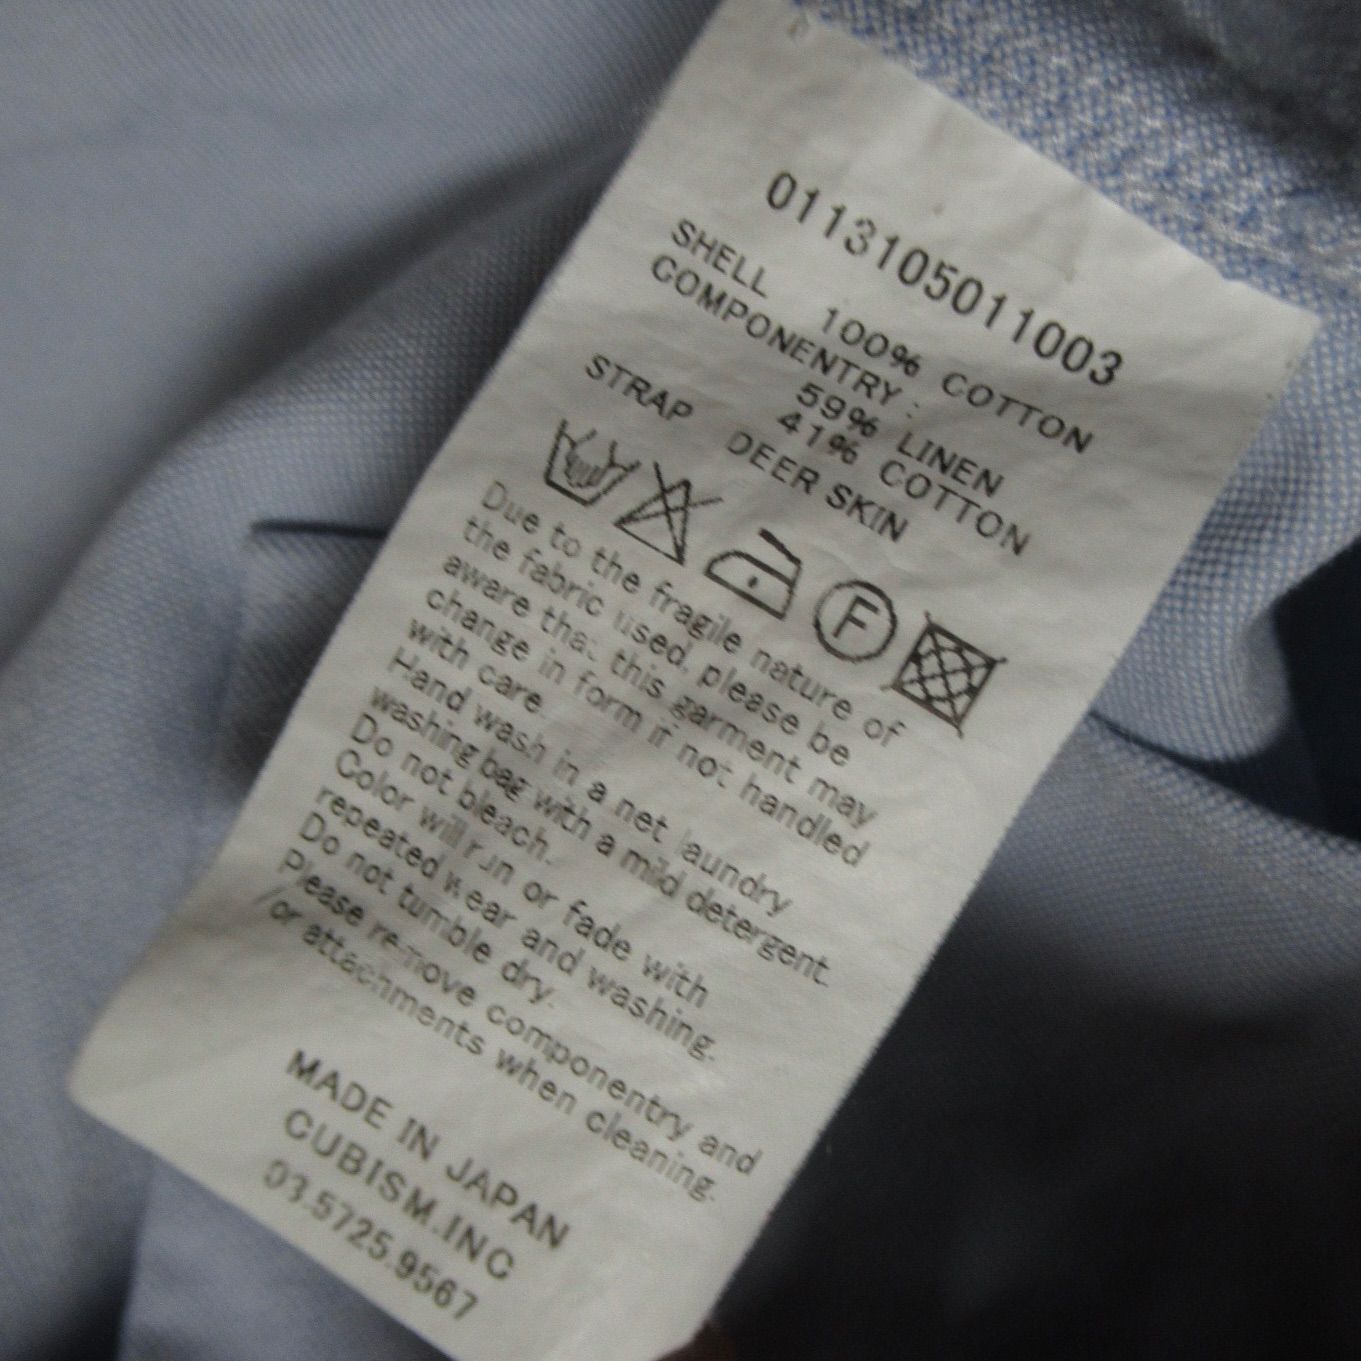 0113105011003
SHELL 100% COTTON
COMPONENTRY :
59% LINEN
41% COTTON
STRAP DEER SKIN
F
Due to the fragile nature of
the fabric used, please be
aware that this garment may
change in form if not handled
with care.
Hand wash in a net laundry
washing bag with a mild detergent.
Do not bleach.
Color will run or fade with
repeated wear and washing.
Do not tumble dry.
Please remove componentry and
/or attachments when cleaning.
MADE IN JAPAN
CUBISM.INC
03.5725.9567